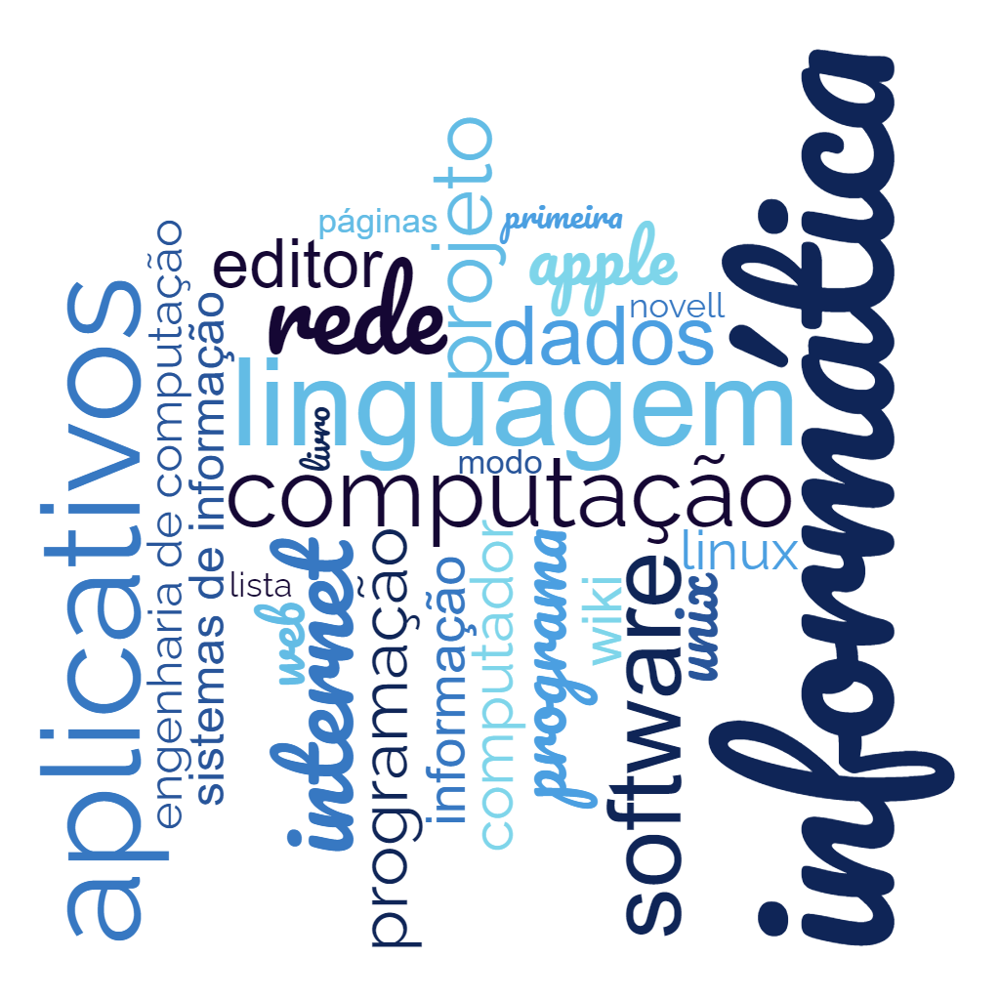 informática
aplicativos
engenharia de computação
sistemas de informação
páginas
projeto
primeira
editor
rede
apple
novell
dados
linguagem
livro
modo
computação
lista
web
internet
programação
informação
computador
programa
wiki
software
linux
unix